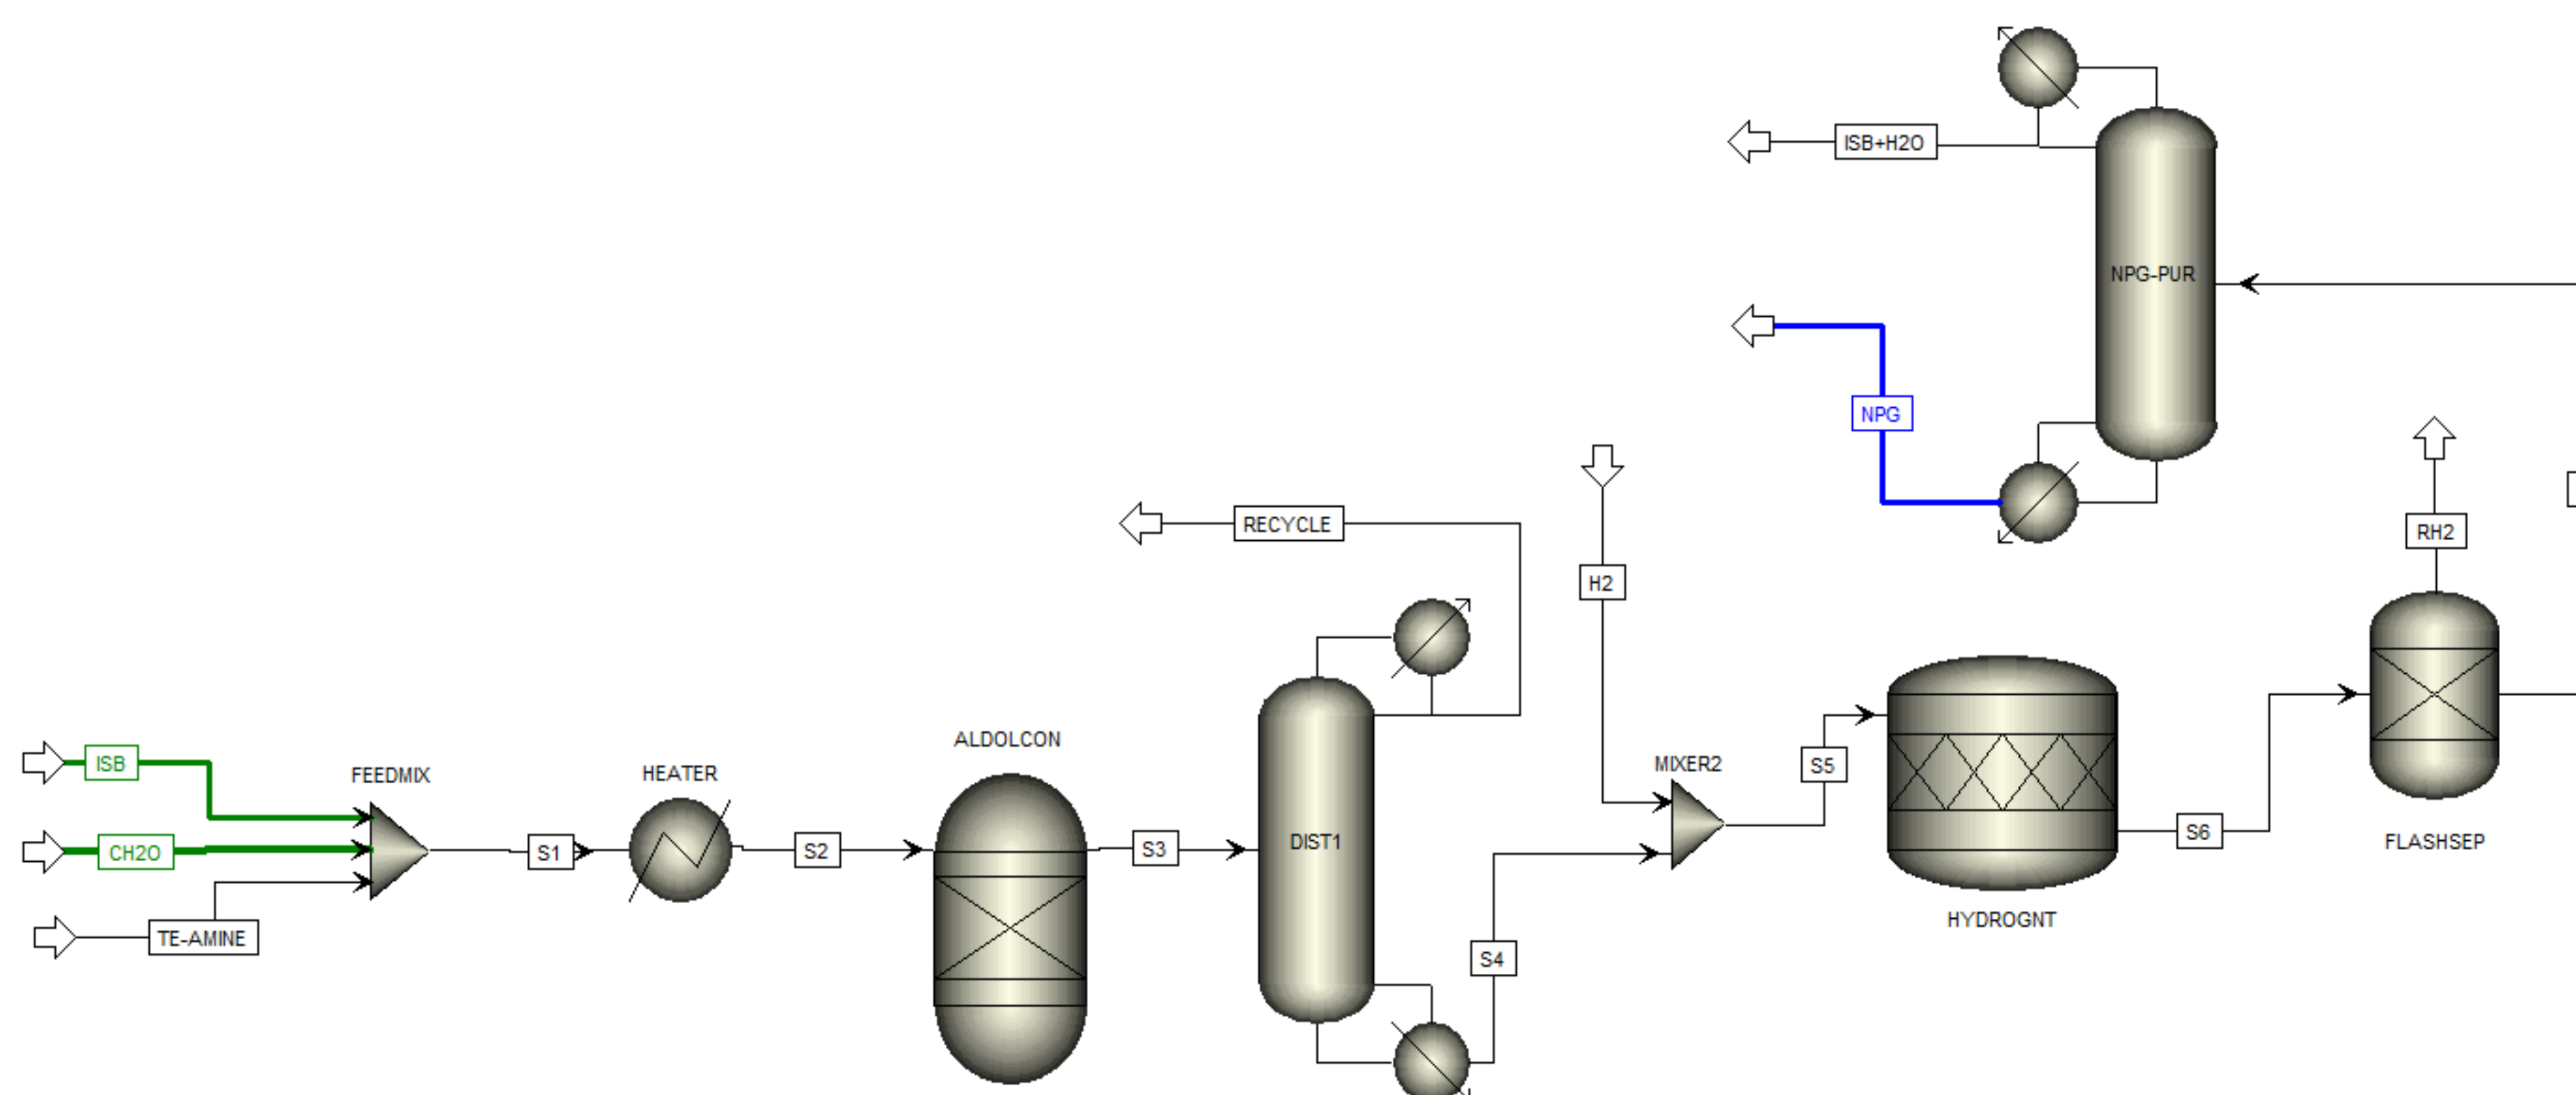 ISB+H2O
NPG-PUR
NPG
RECYCLE
H2
RH2
ISB
FEEDMIX
HEATER
ALDOLCON
MIXER2
S5
CH2O
S1
S2
S3
DIST1
S6
FLASHSEP
TE-AMINE
S4
HYDROGNT